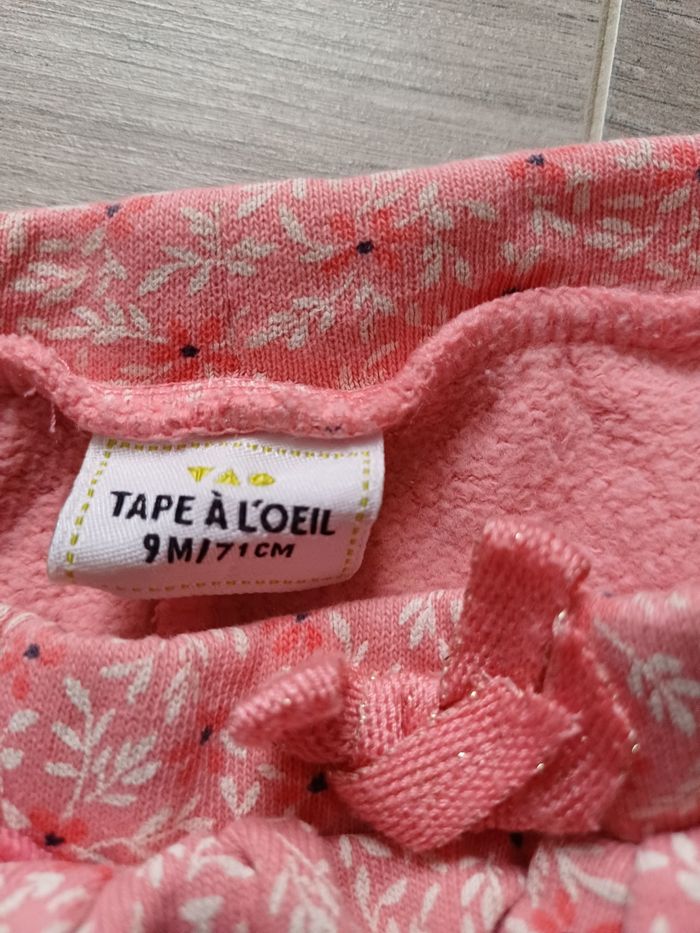 TAO
TAPE À L'OEIL
9M/71CM